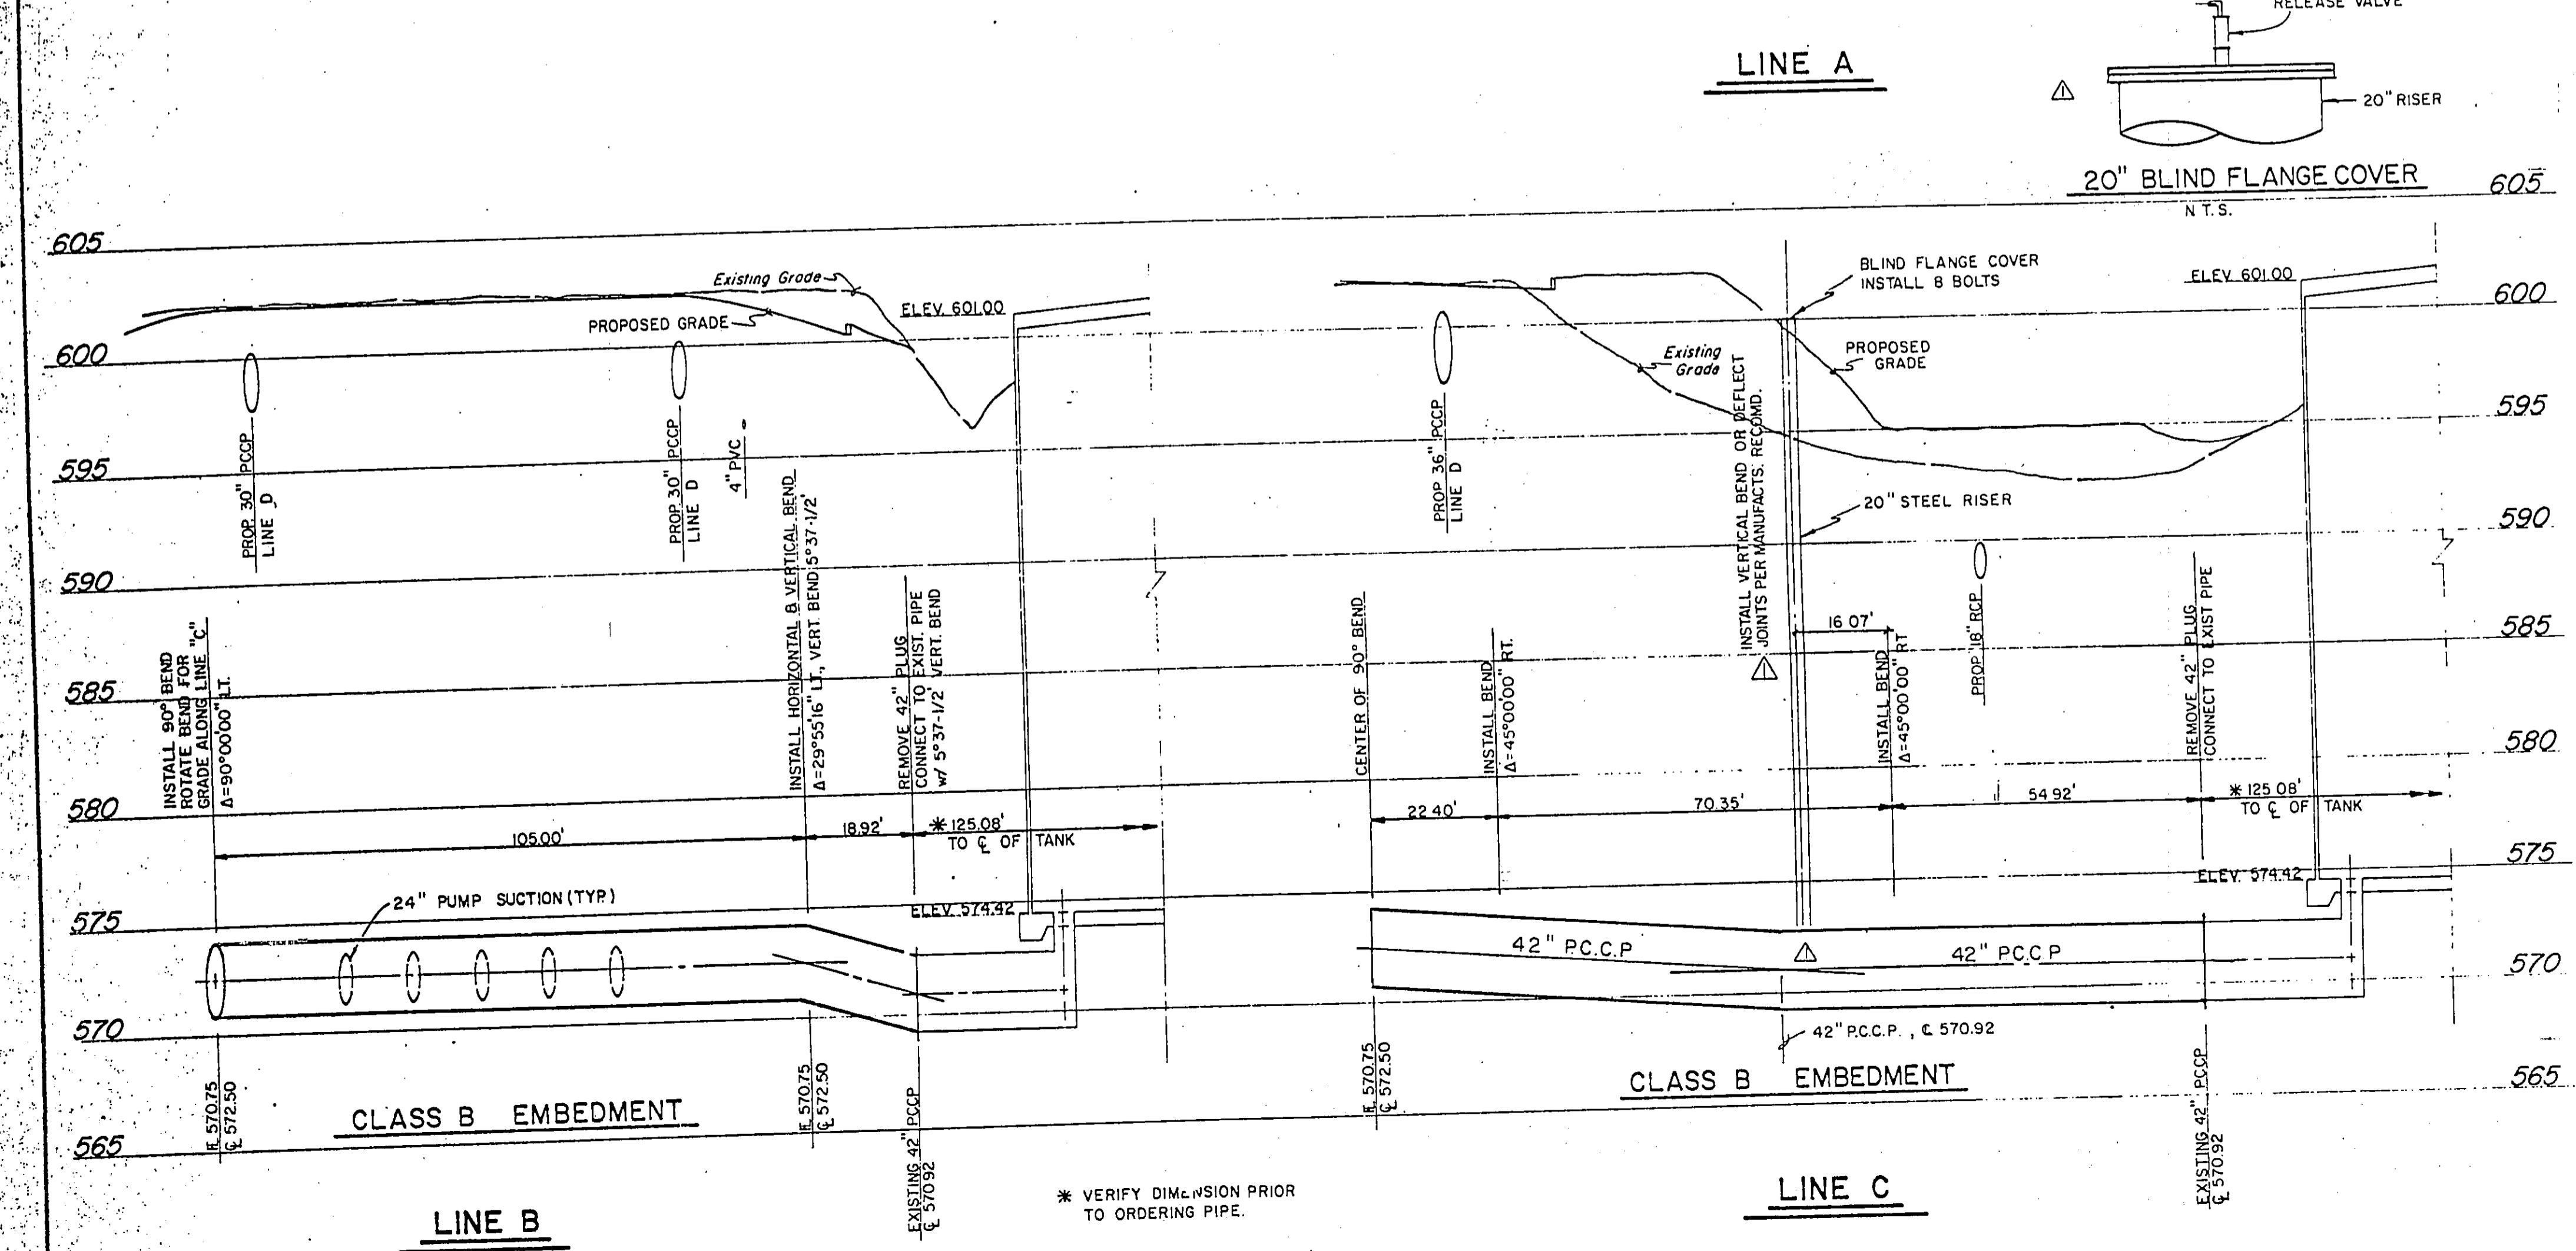 RELEASE VALVE
LINE A
20" RISER
20" BLIND FLANGE COVER
N.T.S.
605
605
600
595
590
585
580
575
570
565
Existing Grade
PROPOSED GRADE
ELEV. 601.00
PROP. 30" PCCP
LINE D
PROP. 30" PCCP
LINE D
4" PVC
INSTALL 90° BEND
ROTATE BEND FOR
GRADE ALONG LINE "C"
Δ=90°00'00" LT.
INSTALL HORIZONTAL & VERTICAL BEND
Δ=29°55'16" LT., VERT. BEND 5°37-1/2'
REMOVE 42" PLUG
CONNECT TO EXIST. PIPE
w/ 5°37-1/2' VERT. BEND
105.00'
18.92'
* 125.08'
TO ℄ OF TANK
24" PUMP SUCTION (TYP.)
ELEV. 574.42
FL 570.75
℄ 572.50
FL 570.75
℄ 572.50
EXISTING 42" PCCP
℄ 570.92
CLASS B EMBEDMENT
LINE B
* VERIFY DIMENSION PRIOR
TO ORDERING PIPE.
BLIND FLANGE COVER
INSTALL 8 BOLTS
ELEV. 601.00
Existing
Grade
PROPOSED
GRADE
PROP 36" PCCP
LINE D
INSTALL VERTICAL BEND OR DEFLECT
JOINTS PER MANUFACTS. RECOMD.
1
20" STEEL RISER
16.07'
PROP. 18" RCP
CENTER OF 90° BEND
INSTALL BEND
Δ=45°00'00" RT.
INSTALL BEND
Δ=45°00'00" RT
REMOVE 42" PLUG
CONNECT TO EXIST PIPE
22.40'
70.35'
54.92'
* 125.08'
TO ℄ OF TANK
ELEV. 574.42
42" P.C.C.P
1
42" P.C.C.P
42" P.C.C.P., ℄ 570.92
FL 570.75
℄ 572.50
EXISTING 42" PCCP
℄ 570.92
CLASS B EMBEDMENT
LINE C
1
600
595
590
585
580
575
570
565